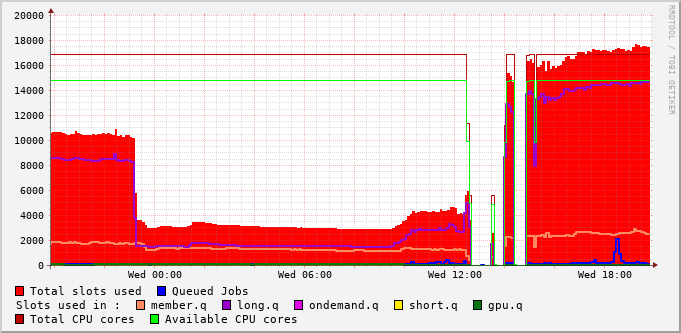 20000
18000
16000
14000
12000
10000
8000
6000
4000
2000
0
Wed 00:00 Wed 06:00 Wed 12:00 Wed 18:00
Total slots used Queued Jobs
Slots used in : member.q long.q ondemand.q short.q gpu.q
Total CPU cores Available CPU cores
RRDTOOL / TOBI OETIKER